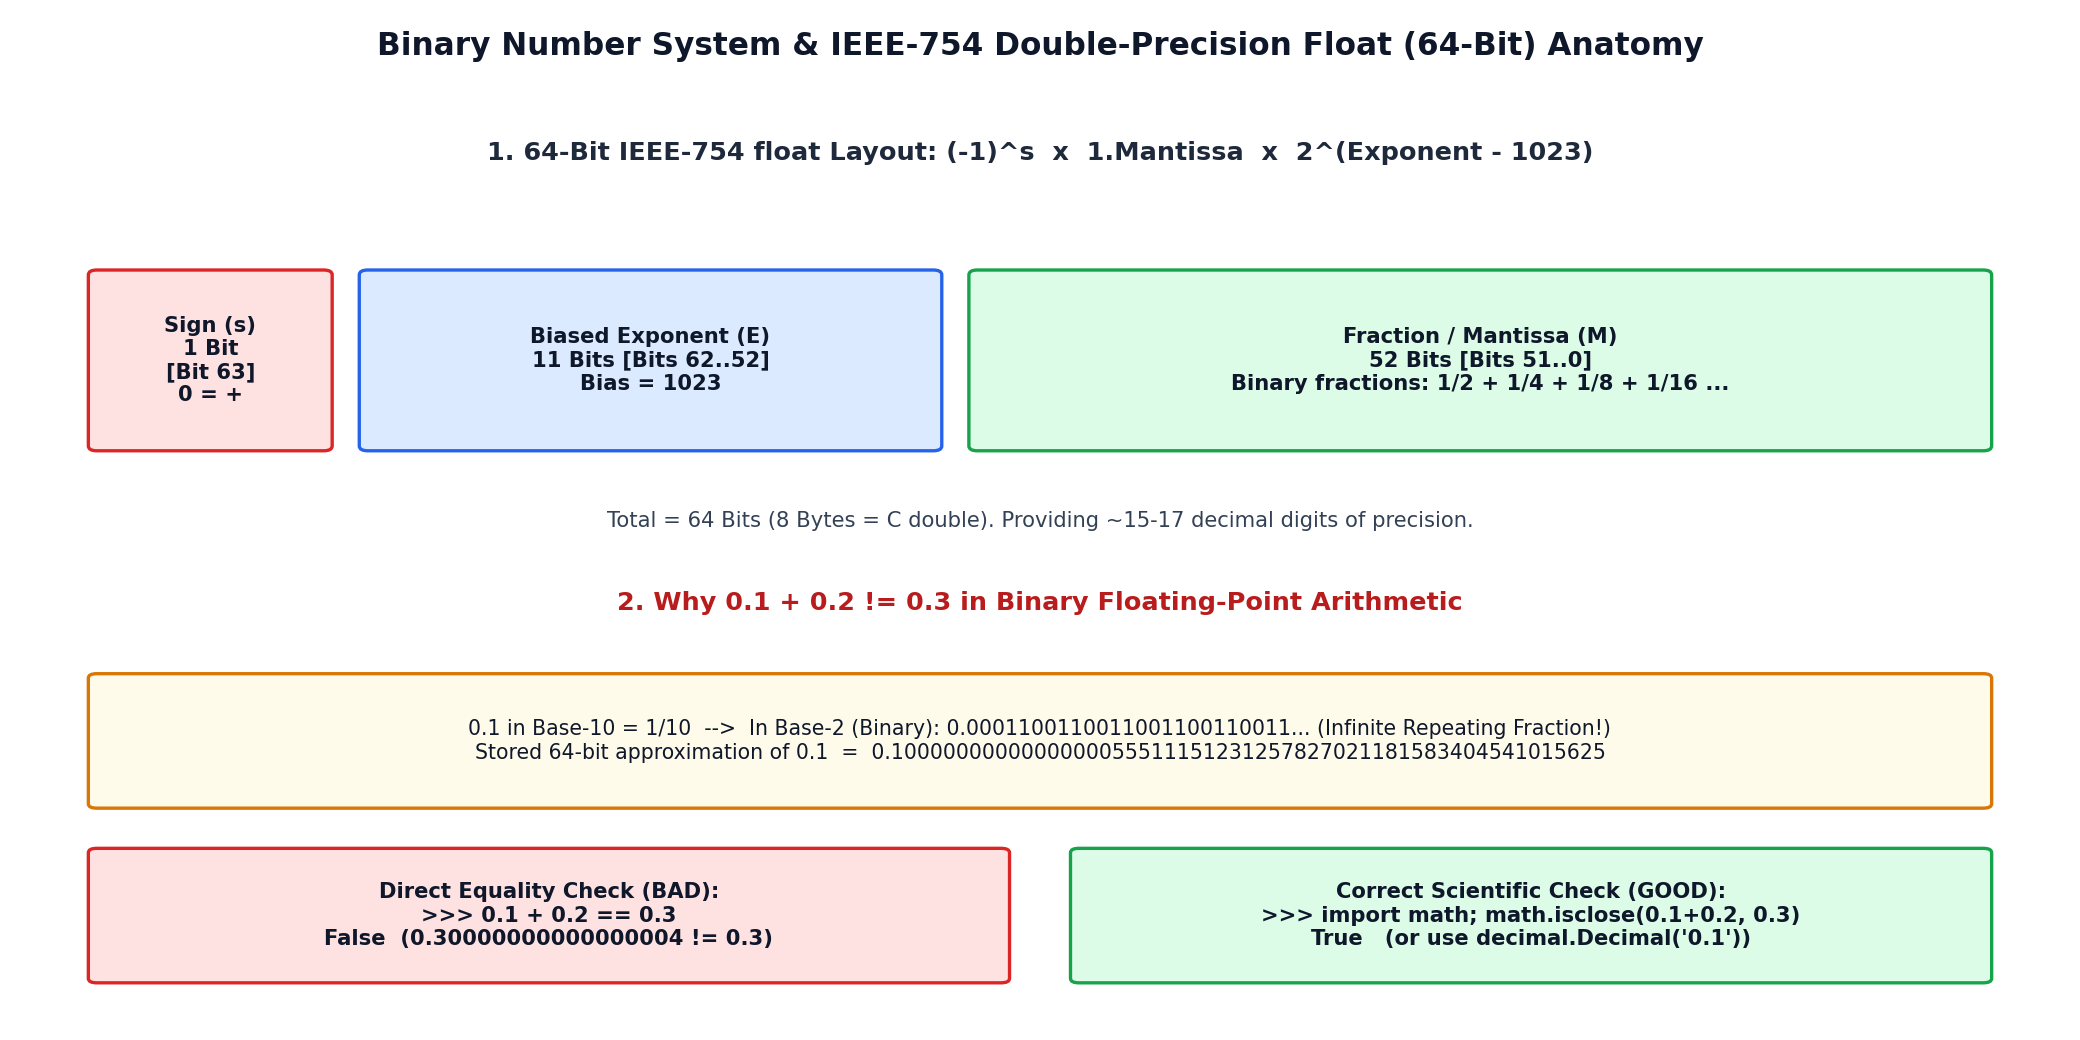 Binary Number System & IEEE-754 Double-Precision Float (64-Bit) Anatomy
1. 64-Bit IEEE-754 float Layout: (-1)^s  x  1.Mantissa  x  2^(Exponent - 1023)
Sign (s)
1 Bit
[Bit 63]
0 = +
Biased Exponent (E)
11 Bits [Bits 62..52]
Bias = 1023
Fraction / Mantissa (M)
52 Bits [Bits 51..0]
Binary fractions: 1/2 + 1/4 + 1/8 + 1/16 ...
Total = 64 Bits (8 Bytes = C double). Providing ~15-17 decimal digits of precision.
2. Why 0.1 + 0.2 != 0.3 in Binary Floating-Point Arithmetic
0.1 in Base-10 = 1/10  -->  In Base-2 (Binary): 0.00011001100110011001100110011... (Infinite Repeating Fraction!)
Stored 64-bit approximation of 0.1  =  0.1000000000000000055511151231257827021181583404541015625
Direct Equality Check (BAD):
>>> 0.1 + 0.2 == 0.3
False  (0.30000000000000004 != 0.3)
Correct Scientific Check (GOOD):
>>> import math; math.isclose(0.1+0.2, 0.3)
True   (or use decimal.Decimal('0.1'))